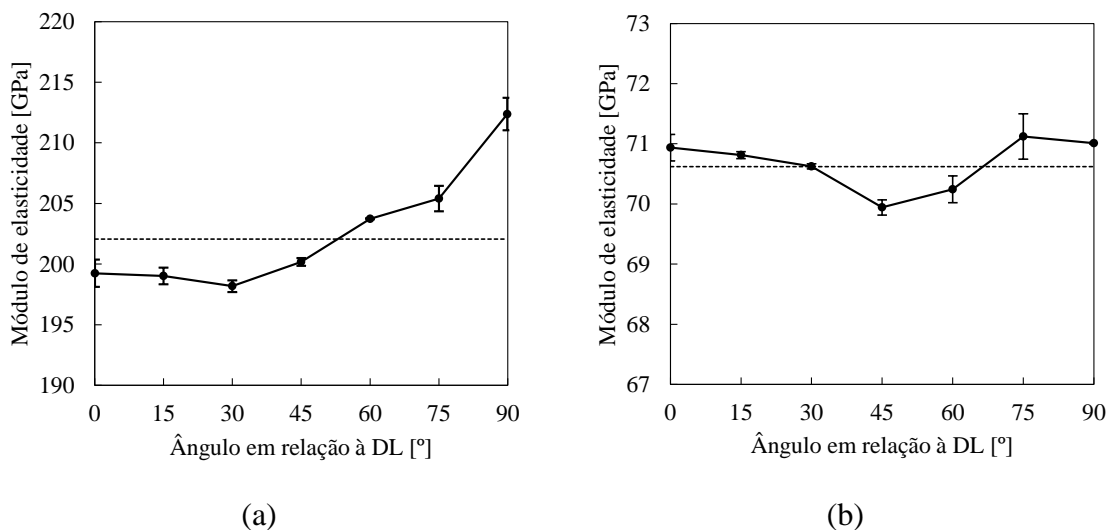 220
215
210
205
200
195
190
Módulo de elasticidade [GPa]
0 15 30 45 60 75 90
Ângulo em relação à DL [º]
(a)
73
72
71
70
69
68
67
Módulo de elasticidade [GPa]
0 15 30 45 60 75 90
Ângulo em relação à DL [º]
(b)